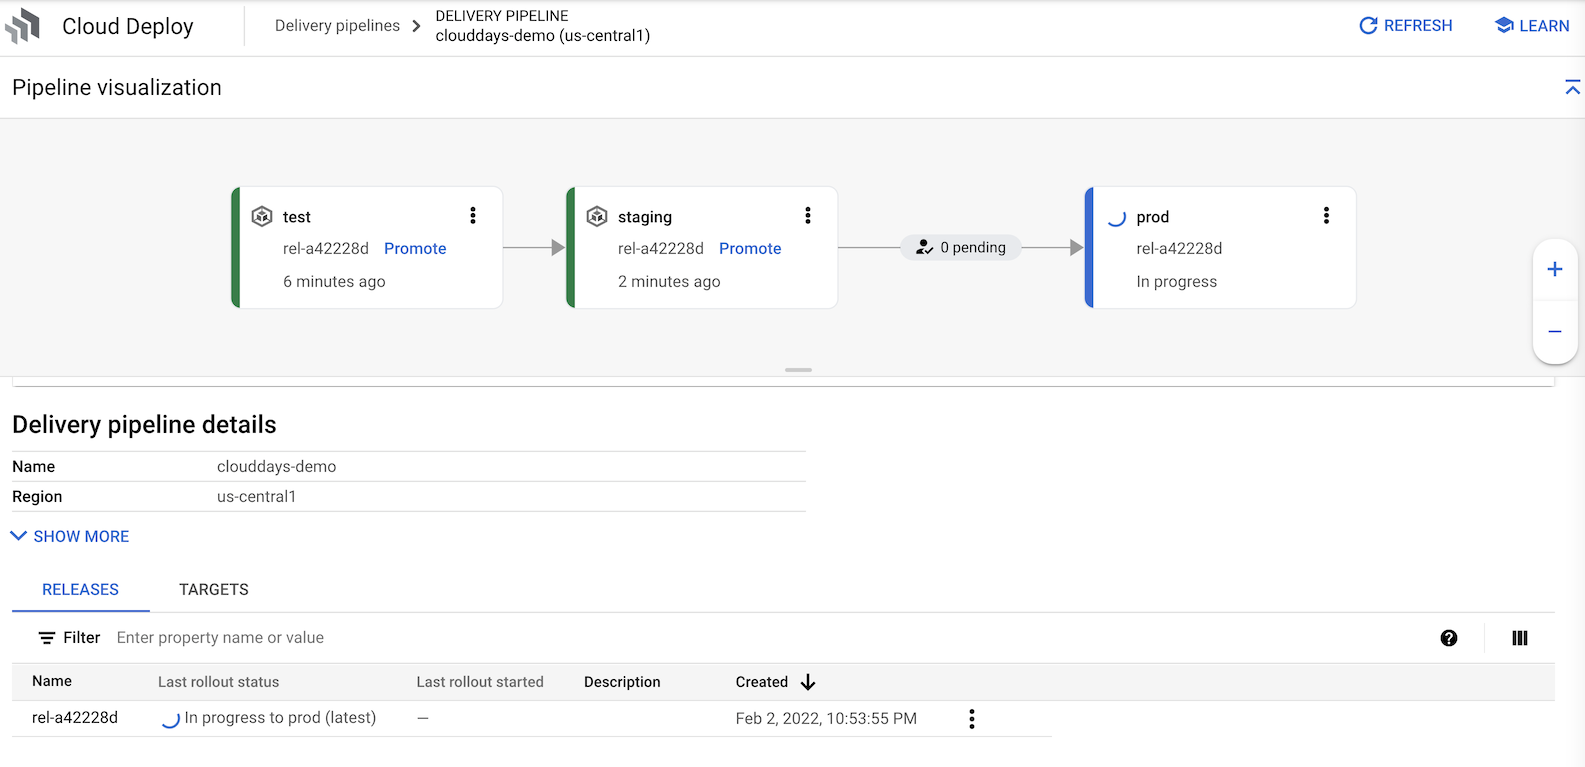 Cloud Deploy
Delivery pipelines
DELIVERY PIPELINE
clouddays-demo (us-central1)
REFRESH
LEARN
Pipeline visualization
test
rel-a42228d Promote
6 minutes ago
staging
rel-a42228d Promote
2 minutes ago
0 pending
prod
rel-a42228d
In progress
Delivery pipeline details
Name clouddays-demo
Region us-central1
SHOW MORE
RELEASES TARGETS
Filter Enter property name or value
Name Last rollout status Last rollout started Description Created
rel-a42228d In progress to prod (latest) — Feb 2, 2022, 10:53:55 PM